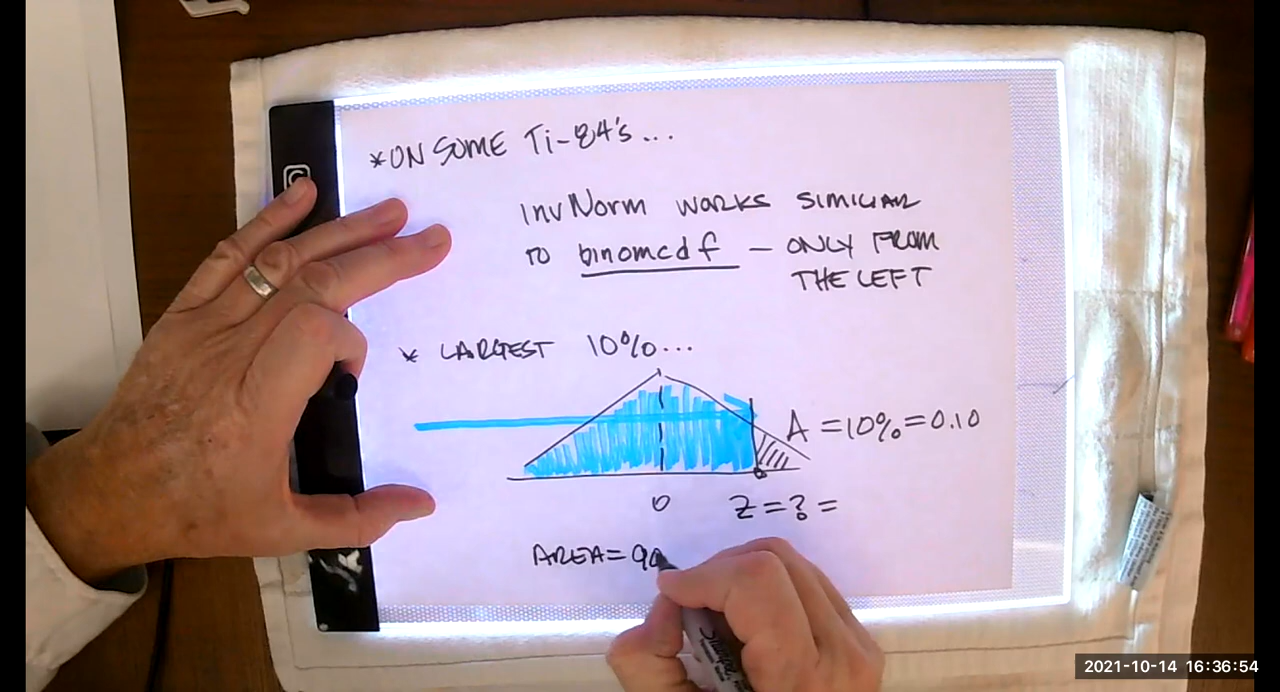 *ON SOME Ti-84's...
invNorm WORKS SIMILIAR
TO binomcdf - ONLY FROM
THE LEFT
* LARGEST 10%...
A = 10% = 0.10
0
Z = ? =
AREA = 90
2021-10-14 16:36:54